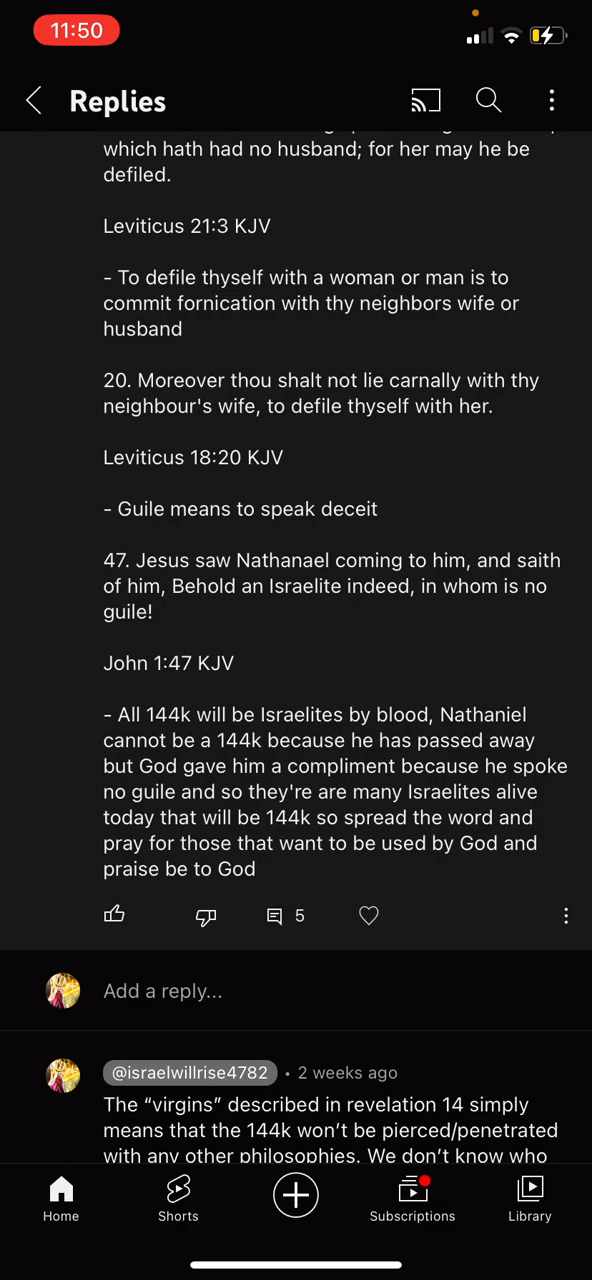 11:50
Replies
which hath had no husband; for her may he be
defiled.
Leviticus 21:3 KJV
- To defile thyself with a woman or man is to
commit fornication with thy neighbors wife or
husband
20. Moreover thou shalt not lie carnally with thy
neighbour's wife, to defile thyself with her.
Leviticus 18:20 KJV
- Guile means to speak deceit
47. Jesus saw Nathanael coming to him, and saith
of him, Behold an Israelite indeed, in whom is no
guile!
John 1:47 KJV
- All 144k will be Israelites by blood, Nathaniel
cannot be a 144k because he has passed away
but God gave him a compliment because he spoke
no guile and so they're are many Israelites alive
today that will be 144k so spread the word and
pray for those that want to be used by God and
praise be to God
5
Add a reply...
@israelwillrise4782 • 2 weeks ago
The “virgins” described in revelation 14 simply
means that the 144k won’t be pierced/penetrated
with any other philosophies. We don’t know who
Home Shorts Subscriptions Library